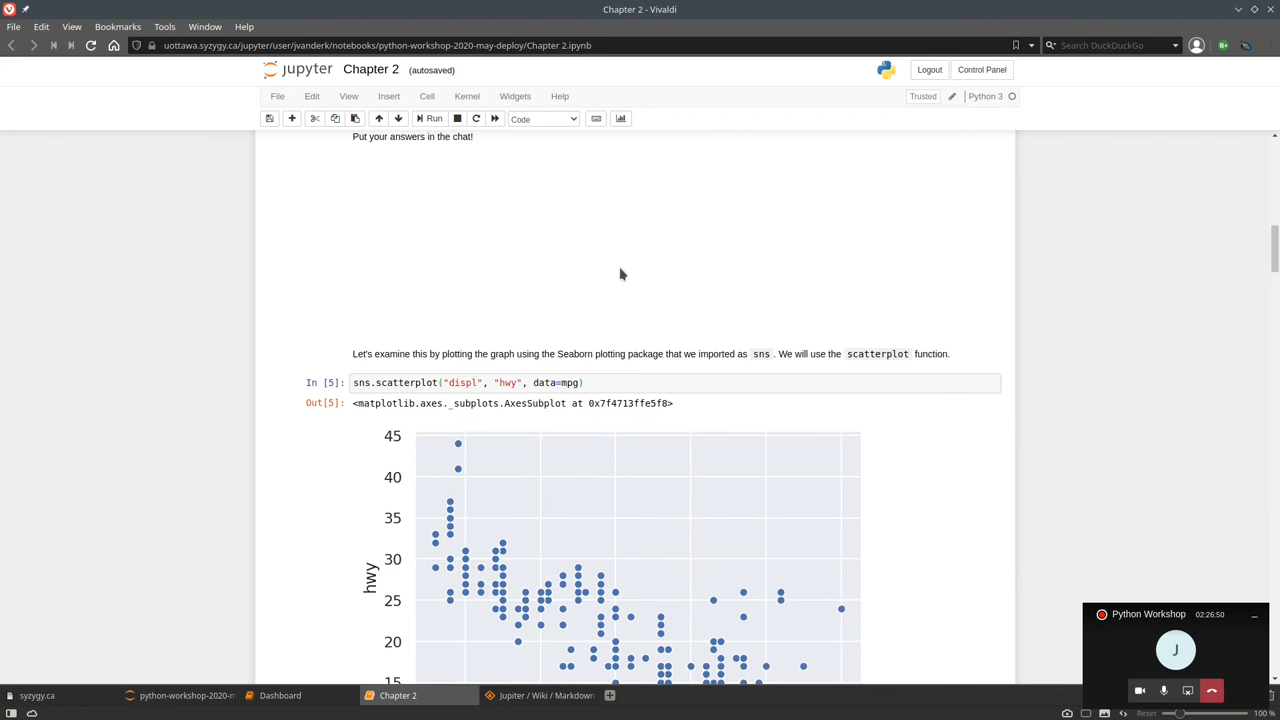 Chapter 2 - Vivaldi
File Edit View Bookmarks Tools Window Help
uottawa.syzygy.ca/jupyter/user/jvanderk/notebooks/python-workshop-2020-may-deploy/Chapter 2.ipynb
Search DuckDuckGo
jupyter Chapter 2 (autosaved)
Logout Control Panel
File Edit View Insert Cell Kernel Widgets Help
Trusted Python 3
Run Code
Put your answers in the chat!
Let's examine this by plotting the graph using the Seaborn plotting package that we imported as sns. We will use the scatterplot function.
In [5]: sns.scatterplot("displ", "hwy", data=mpg)
Out[5]: <matplotlib.axes._subplots.AxesSubplot at 0x7f4713ffe5f8>
45
40
35
30
hwy
25
20
15
Python Workshop 02:26:50
J
syzygy.ca python-workshop-2020-m Dashboard Chapter 2 Jupiter / Wiki / Markdown
Reset 100 %